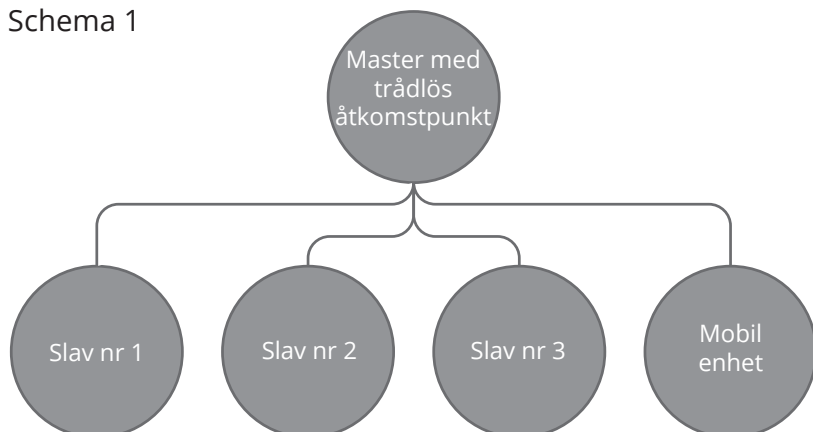 Schema 1
Master med
trådlös
åtkomstpunkt
Slav nr 1
Slav nr 2
Slav nr 3
Mobil
enhet